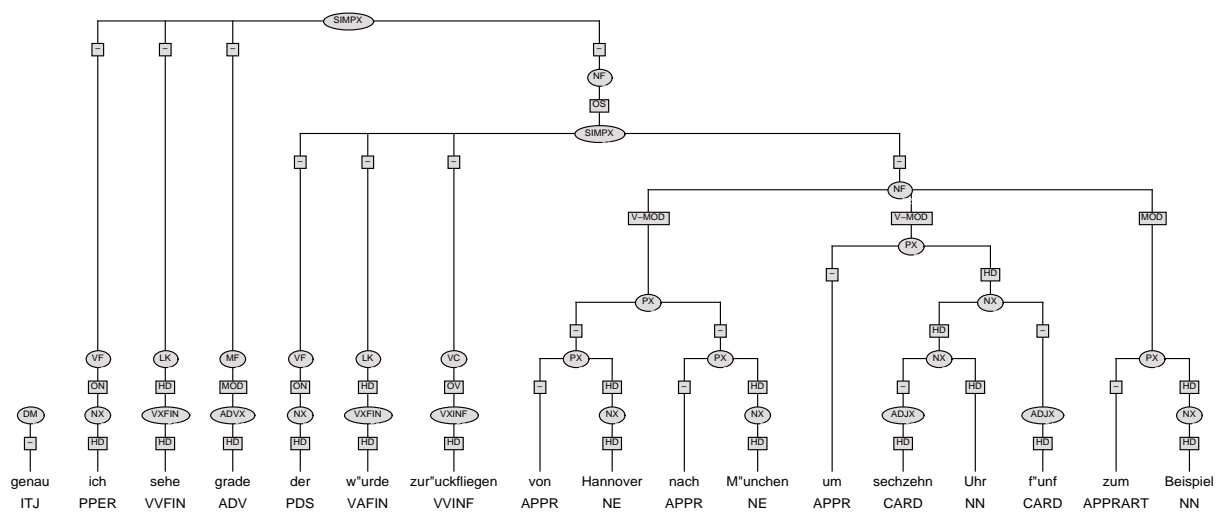 SIMPX
– – – –
NF
OS
SIMPX
– – – –
NF
V–MOD V–MOD MOD
PX
– HD
PX NX
– – HD –
VF LK MF VF LK VC PX PX NX PX
ON HD MOD ON HD OV – HD – HD – HD – HD
DM NX VXFIN ADVX NX VXFIN VXINF NX NX ADJX ADJX NX
– HD HD HD HD HD HD HD HD HD HD HD
genau ich sehe grade der w"urde zur"uckfliegen von Hannover nach M"unchen um sechzehn Uhr f"unf zum Beispiel
ITJ PPER VVFIN ADV PDS VAFIN VVINF APPR NE APPR NE APPR CARD NN CARD APPRART NN